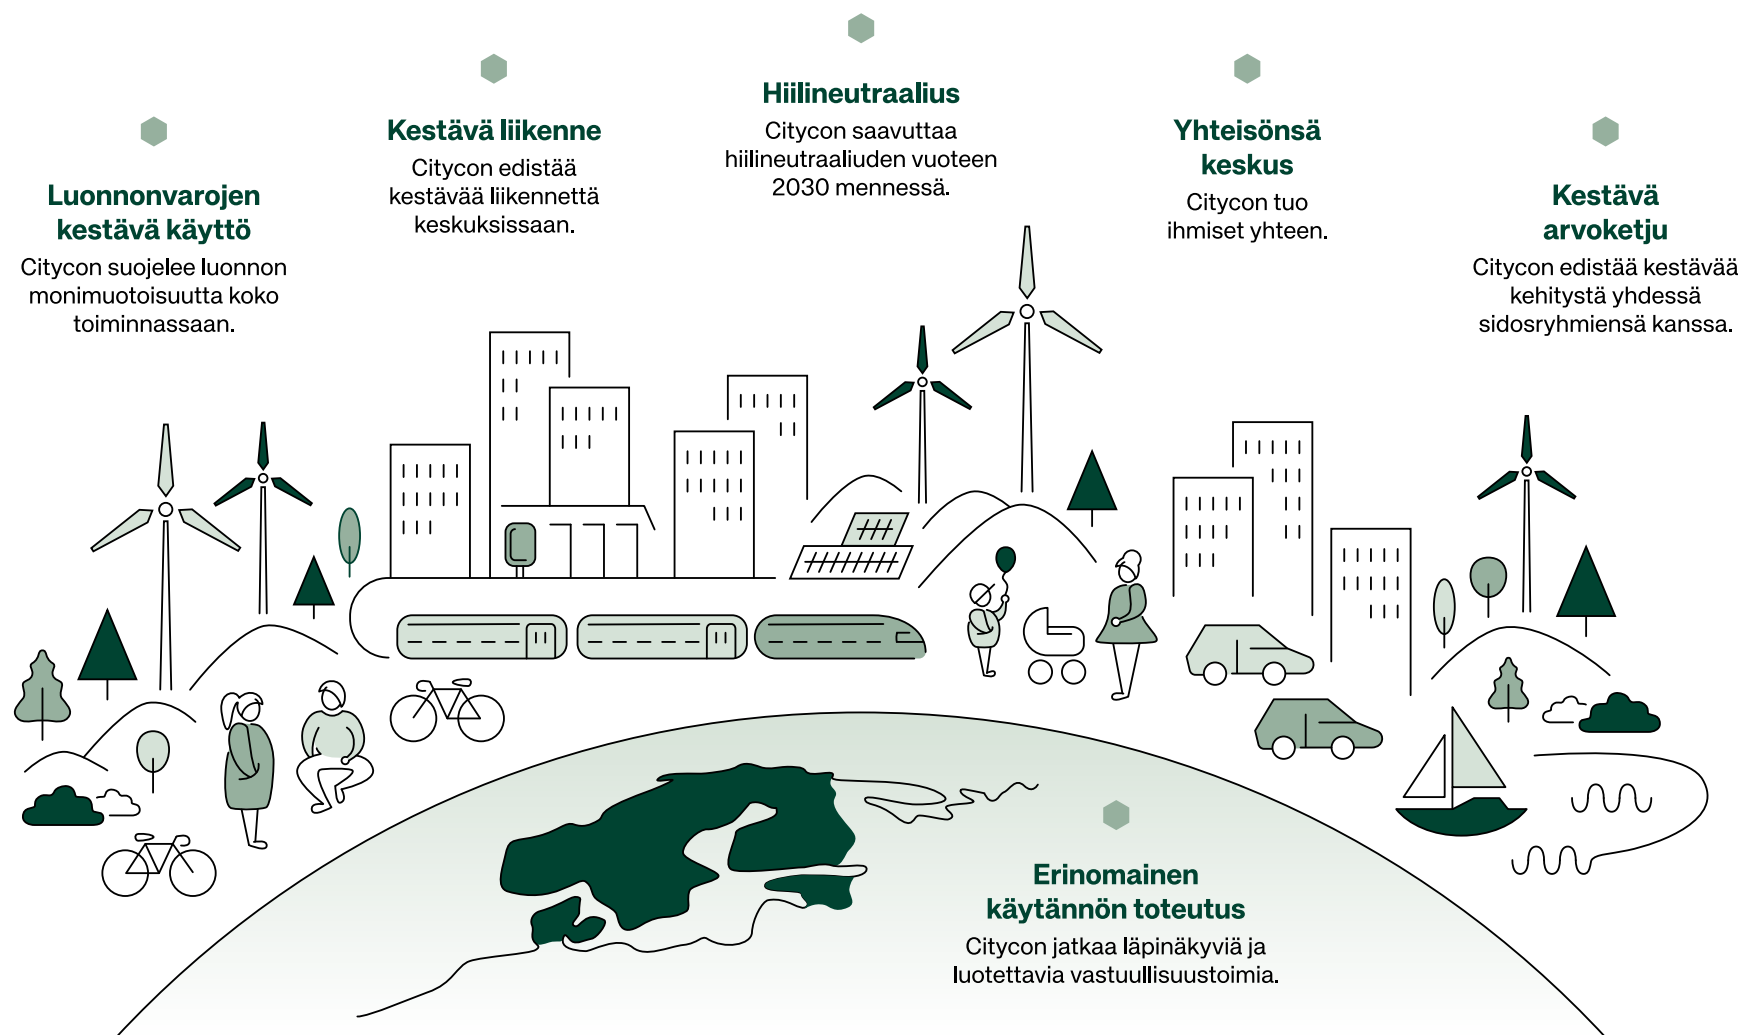 Luonnonvarojen
kestävä käyttö
Citycon suojelee luonnon
monimuotoisuutta koko
toiminnassaan.
Kestävä liikenne
Citycon edistää
kestävää liikennettä
keskuksissaan.
Hiilineutraalius
Citycon saavuttaa
hiilineutraaliuden vuoteen
2030 mennessä.
Yhteisönsä
keskus
Citycon tuo
ihmiset yhteen.
Kestävä
arvoketju
Citycon edistää kestävää
kehitystä yhdessä
sidosryhmiensä kanssa.
Erinomainen
käytännön toteutus
Citycon jatkaa läpinäkyviä ja
luotettavia vastuullisuustoimia.